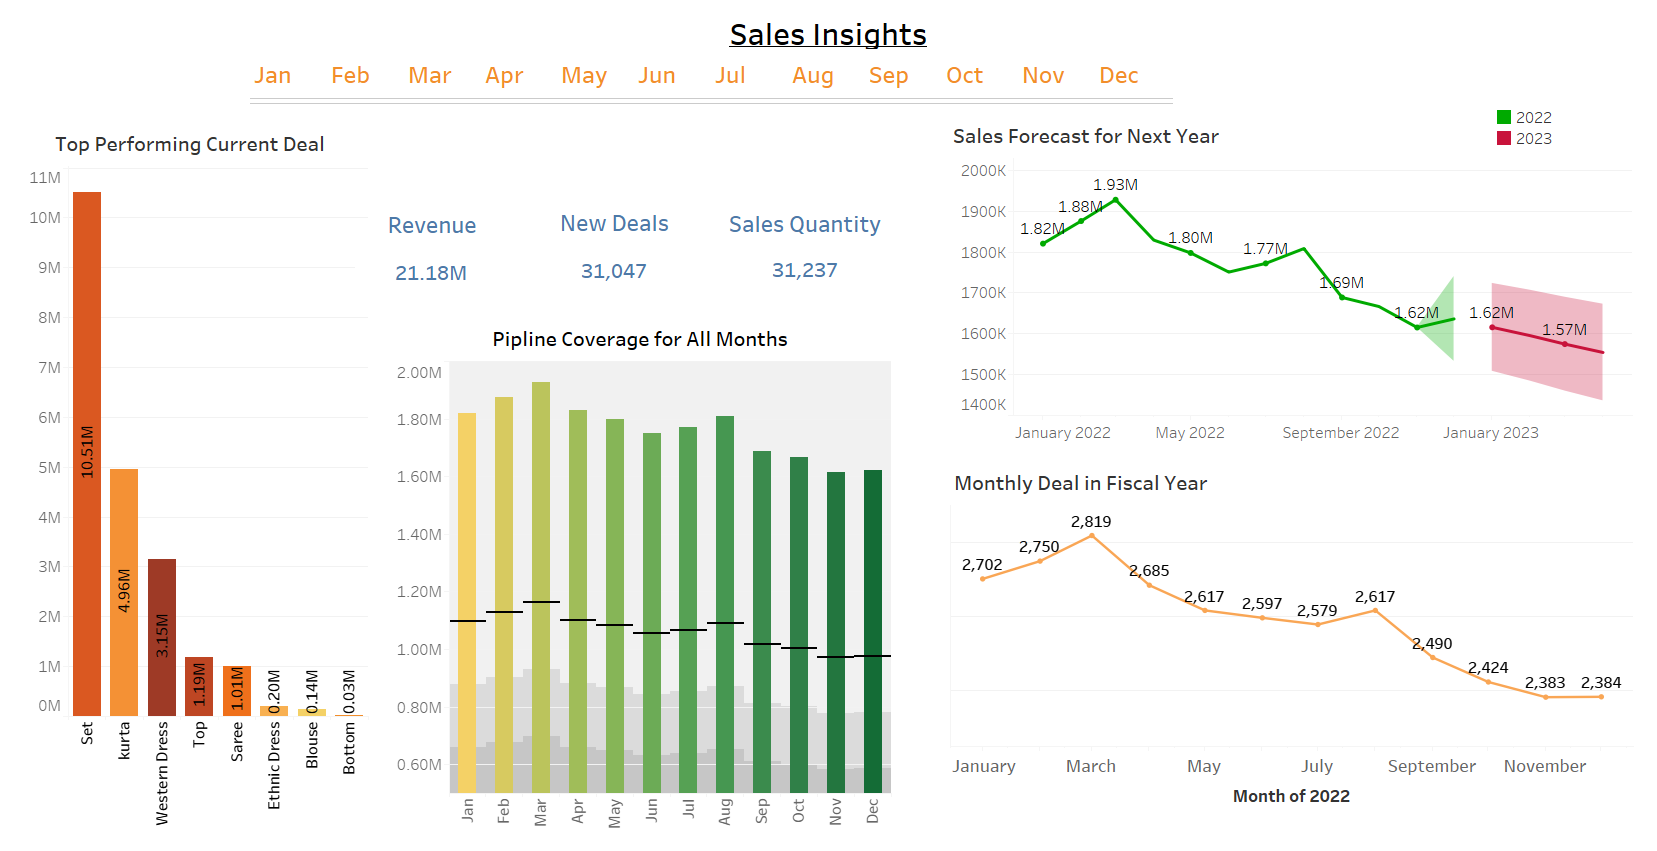 Sales Insights
Jan Feb Mar Apr May Jun Jul Aug Sep Oct Nov Dec
Top Performing Current Deal
11M
10M
9M
8M
7M
6M
5M
4M
3M
2M
1M
0M
10.51M
4.96M
3.15M
1.19M
1.01M
0.20M
0.14M
0.03M
Set
kurta
Western Dress
Top
Saree
Ethnic Dress
Blouse
Bottom
Revenue
21.18M
New Deals
31,047
Sales Quantity
31,237
Pipline Coverage for All Months
2.00M
1.80M
1.60M
1.40M
1.20M
1.00M
0.80M
0.60M
Jan
Feb
Mar
Apr
May
Jun
Jul
Aug
Sep
Oct
Nov
Dec
Sales Forecast for Next Year
2022
2023
2000K
1900K
1800K
1700K
1600K
1500K
1400K
1.82M
1.88M
1.93M
1.80M
1.77M
1.69M
1.62M
1.62M
1.57M
January 2022 May 2022 September 2022 January 2023
Monthly Deal in Fiscal Year
2,702
2,750
2,819
2,685
2,617
2,597
2,579
2,617
2,490
2,424
2,383
2,384
January March May July September November
Month of 2022